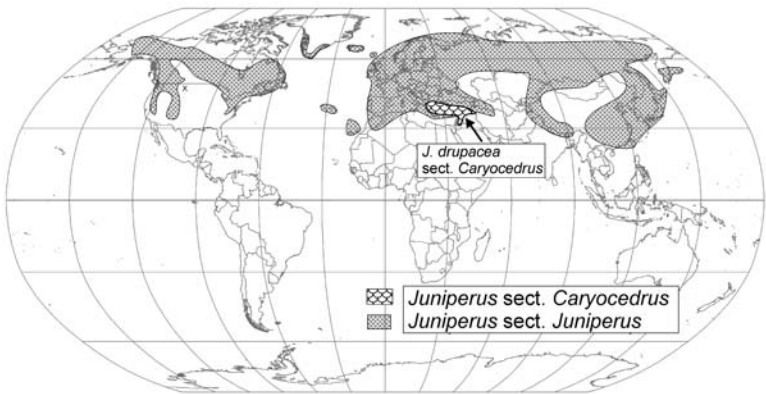 x
J. drupacea
sect. Caryocedrus
Juniperus sect. Caryocedrus
Juniperus sect. Juniperus